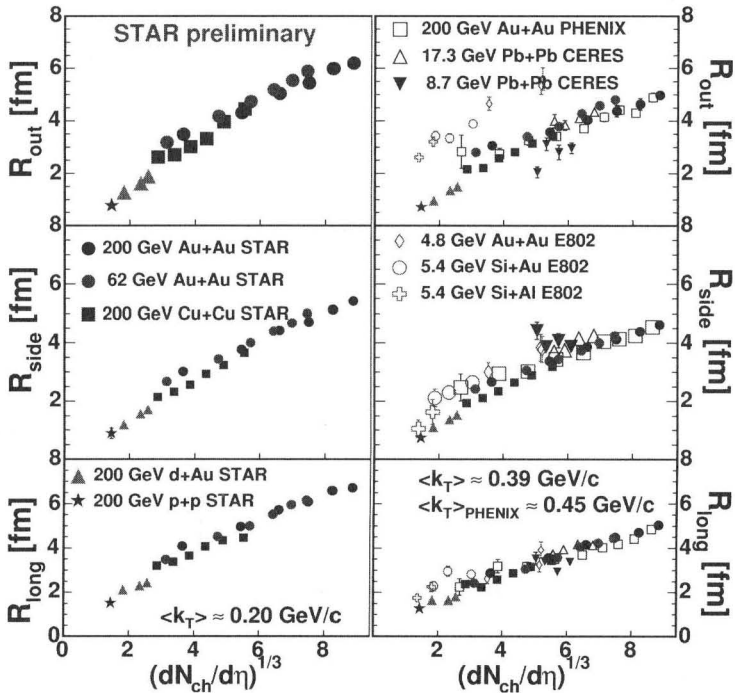 STAR preliminary
R_out [fm]
8
6
4
2
8
200 GeV Au+Au STAR
62 GeV Au+Au STAR
200 GeV Cu+Cu STAR
R_side [fm]
6
4
2
8
200 GeV d+Au STAR
200 GeV p+p STAR
R_long [fm]
6
4
2
0
<k_T> ≈ 0.20 GeV/c
0 2 4 6 8
(dN_ch/dη)^1/3
200 GeV Au+Au PHENIX
17.3 GeV Pb+Pb CERES
8.7 GeV Pb+Pb CERES
R_out [fm]
8
6
4
2
8
4.8 GeV Au+Au E802
5.4 GeV Si+Au E802
5.4 GeV Si+Al E802
R_side [fm]
6
4
2
8
<k_T> ≈ 0.39 GeV/c
<k_T>_PHENIX ≈ 0.45 GeV/c
R_long [fm]
6
4
2
0
2 4 6 8
(dN_ch/dη)^1/3